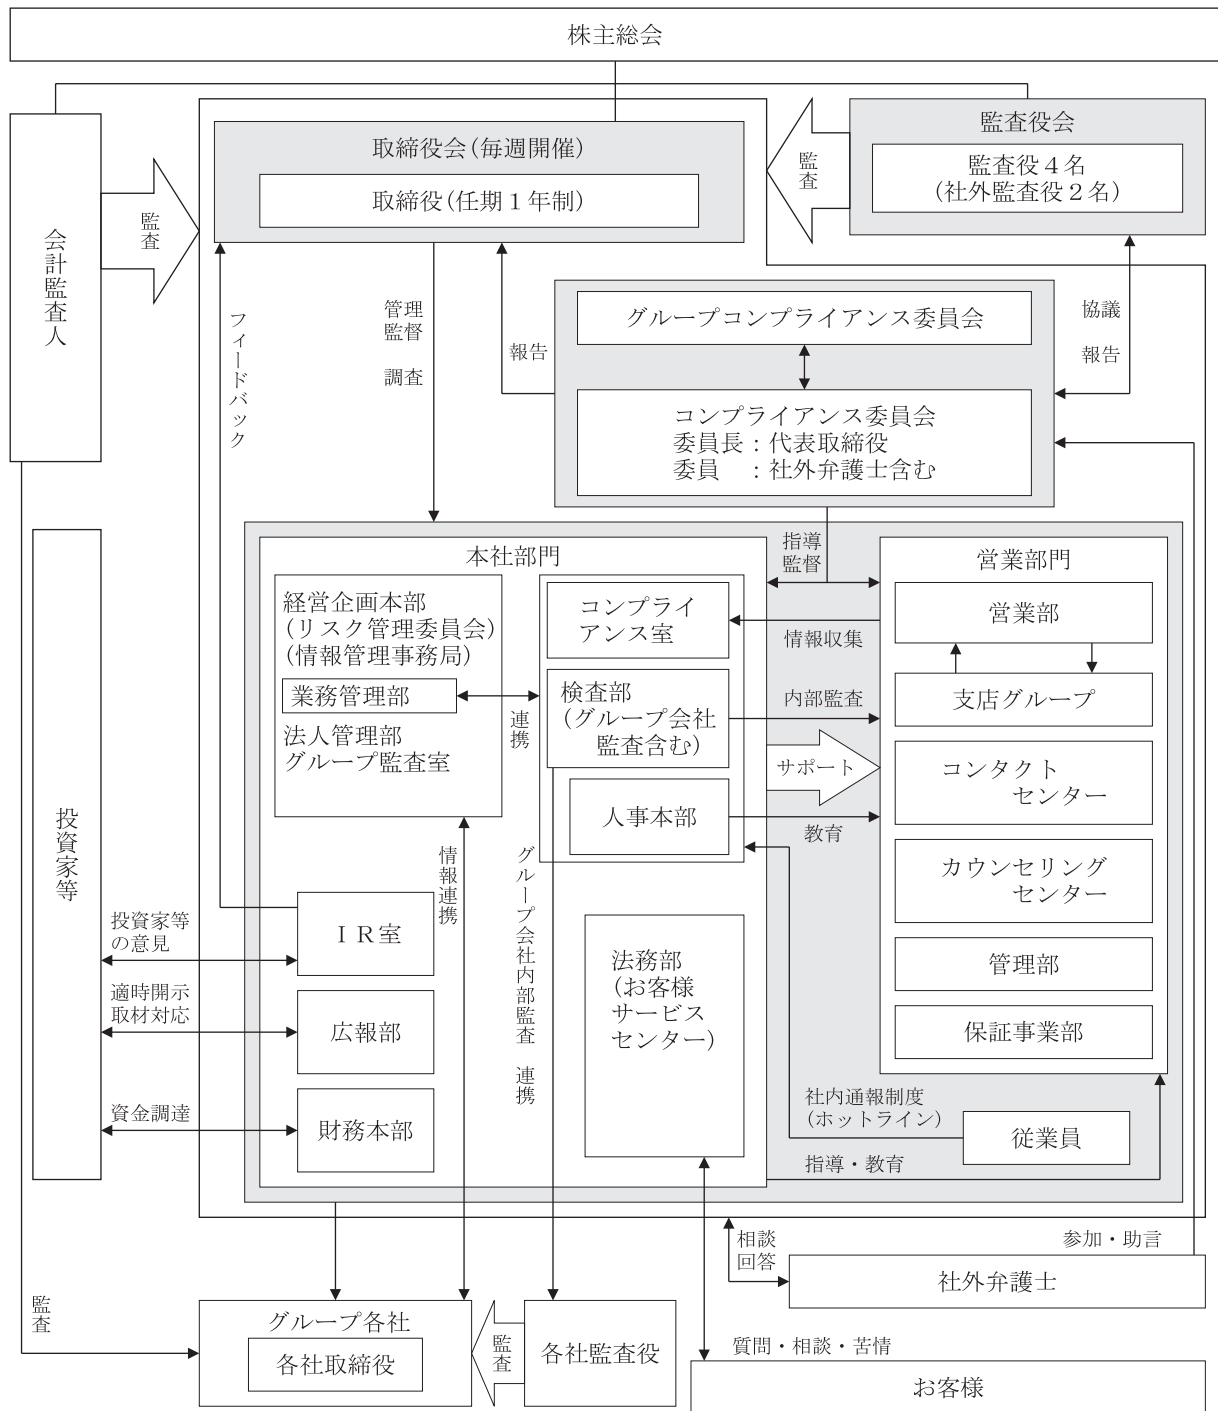 株主総会
会計監査人
監査
取締役会(毎週開催)
取締役(任期１年制)
監査
監査役会
監査役４名
(社外監査役２名)
フィードバック
管理
監督
調査
報告
グループコンプライアンス委員会
コンプライアンス委員会
委員長：代表取締役
委員　：社外弁護士含む
協議
報告
指導
監督
本社部門
経営企画本部
(リスク管理委員会)
(情報管理事務局)
業務管理部
法人管理部
グループ監査室
連携
コンプライ
アンス室
検査部
(グループ会社
監査含む)
人事本部
情報収集
内部監査
サポート
教育
営業部門
営業部
支店グループ
コンタクト
センター
カウンセリング
センター
管理部
保証事業部
投資家等
投資家等
の意見
適時開示
取材対応
資金調達
ＩＲ室
広報部
財務本部
情報連携
グループ会社内部監査　連携
法務部
(お客様
サービス
センター)
社内通報制度
(ホットライン)
従業員
指導・教育
相談
回答
参加・助言
社外弁護士
監査
グループ各社
各社取締役
監査
各社監査役
質問・相談・苦情
お客様